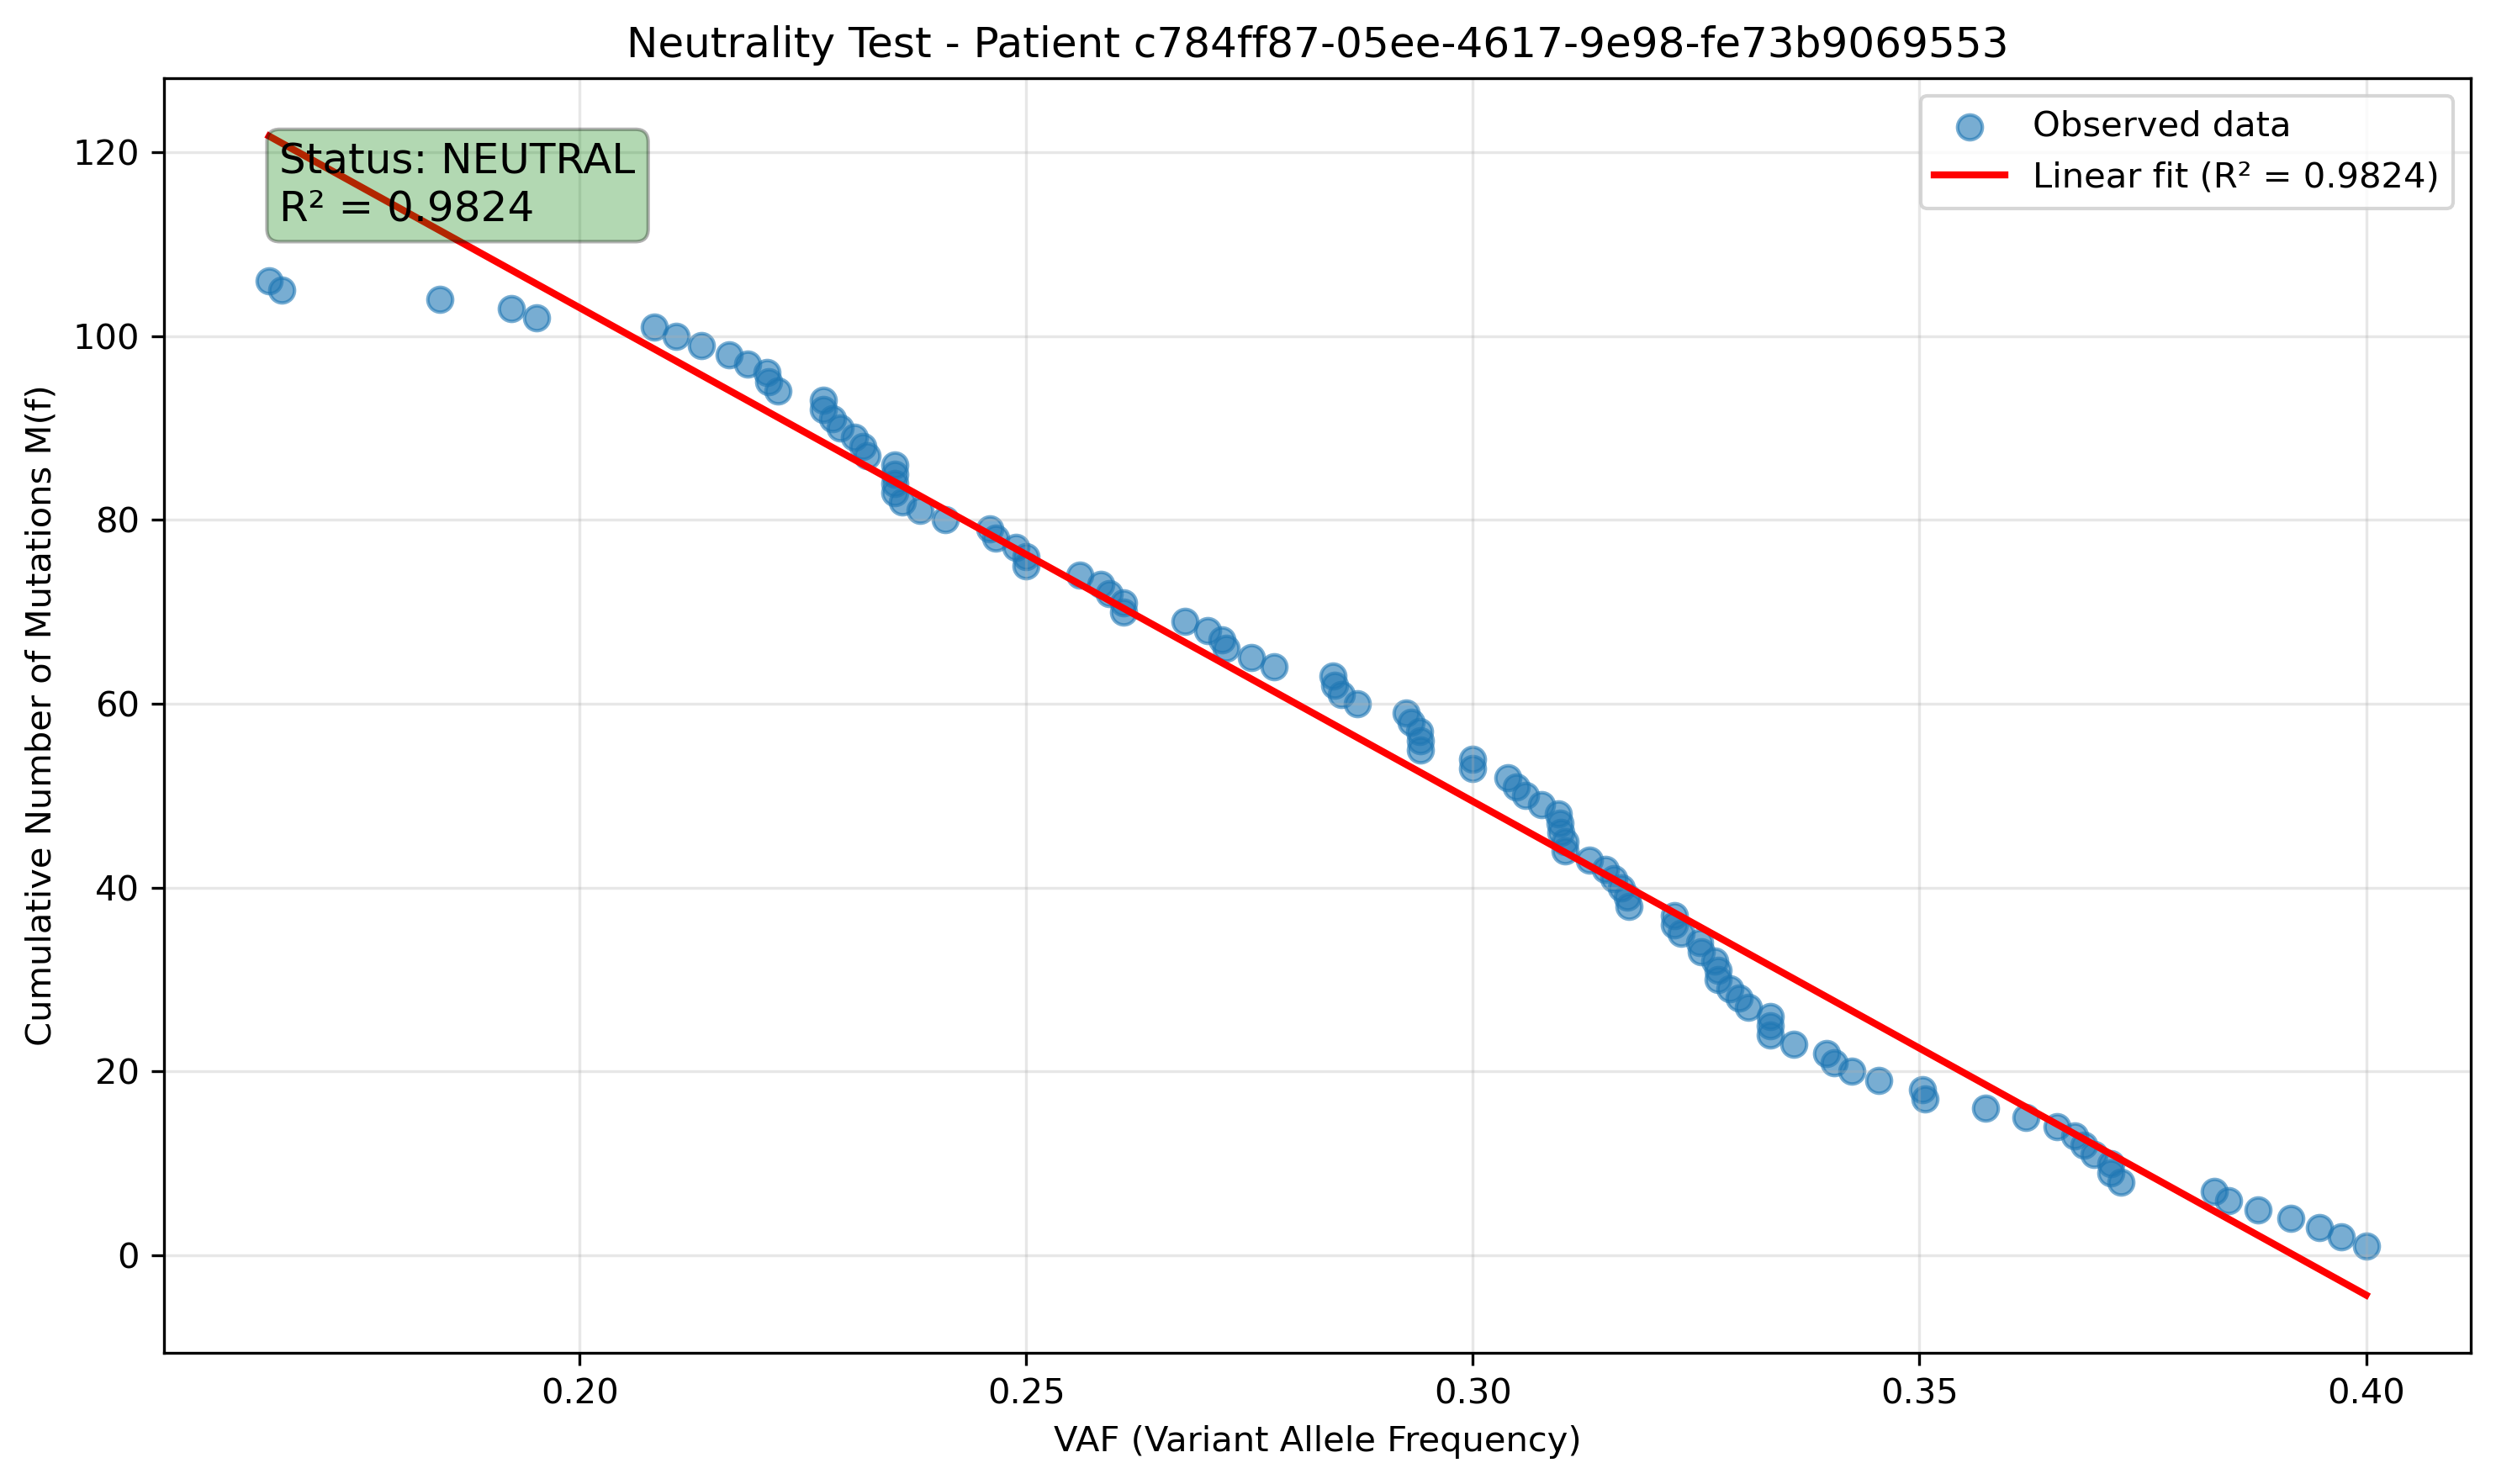 Neutrality Test - Patient c784ff87-05ee-4617-9e98-fe73b9069553
Status: NEUTRAL
R² = 0.9824
Observed data
Linear fit (R² = 0.9824)
Cumulative Number of Mutations M(f)
120
100
80
60
40
20
0
0.20
0.25
0.30
0.35
0.40
VAF (Variant Allele Frequency)